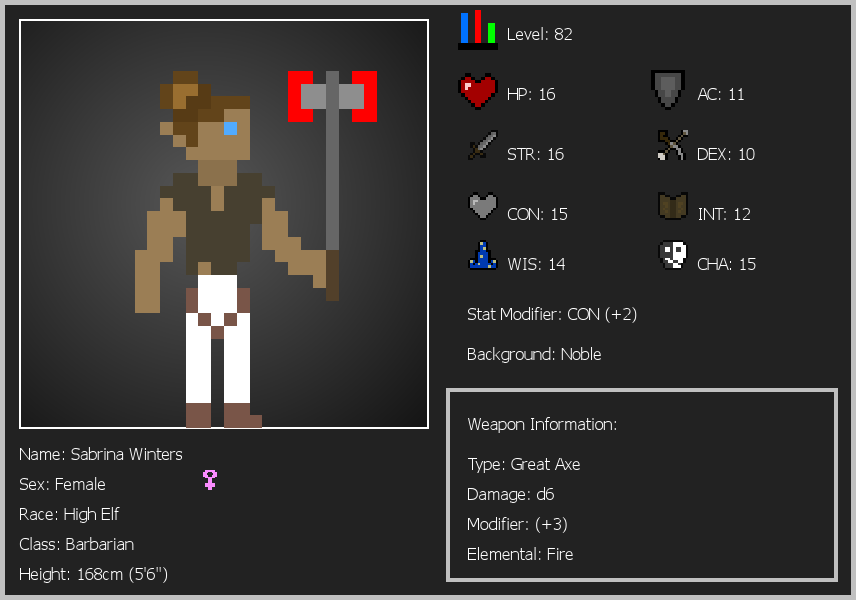 Level: 82
HP: 16
AC: 11
STR: 16
DEX: 10
CON: 15
INT: 12
WIS: 14
CHA: 15
Stat Modifier: CON (+2)
Background: Noble
Weapon Information:
Type: Great Axe
Damage: d6
Modifier: (+3)
Elemental: Fire
Name: Sabrina Winters
Sex: Female
Race: High Elf
Class: Barbarian
Height: 168cm (5'6")